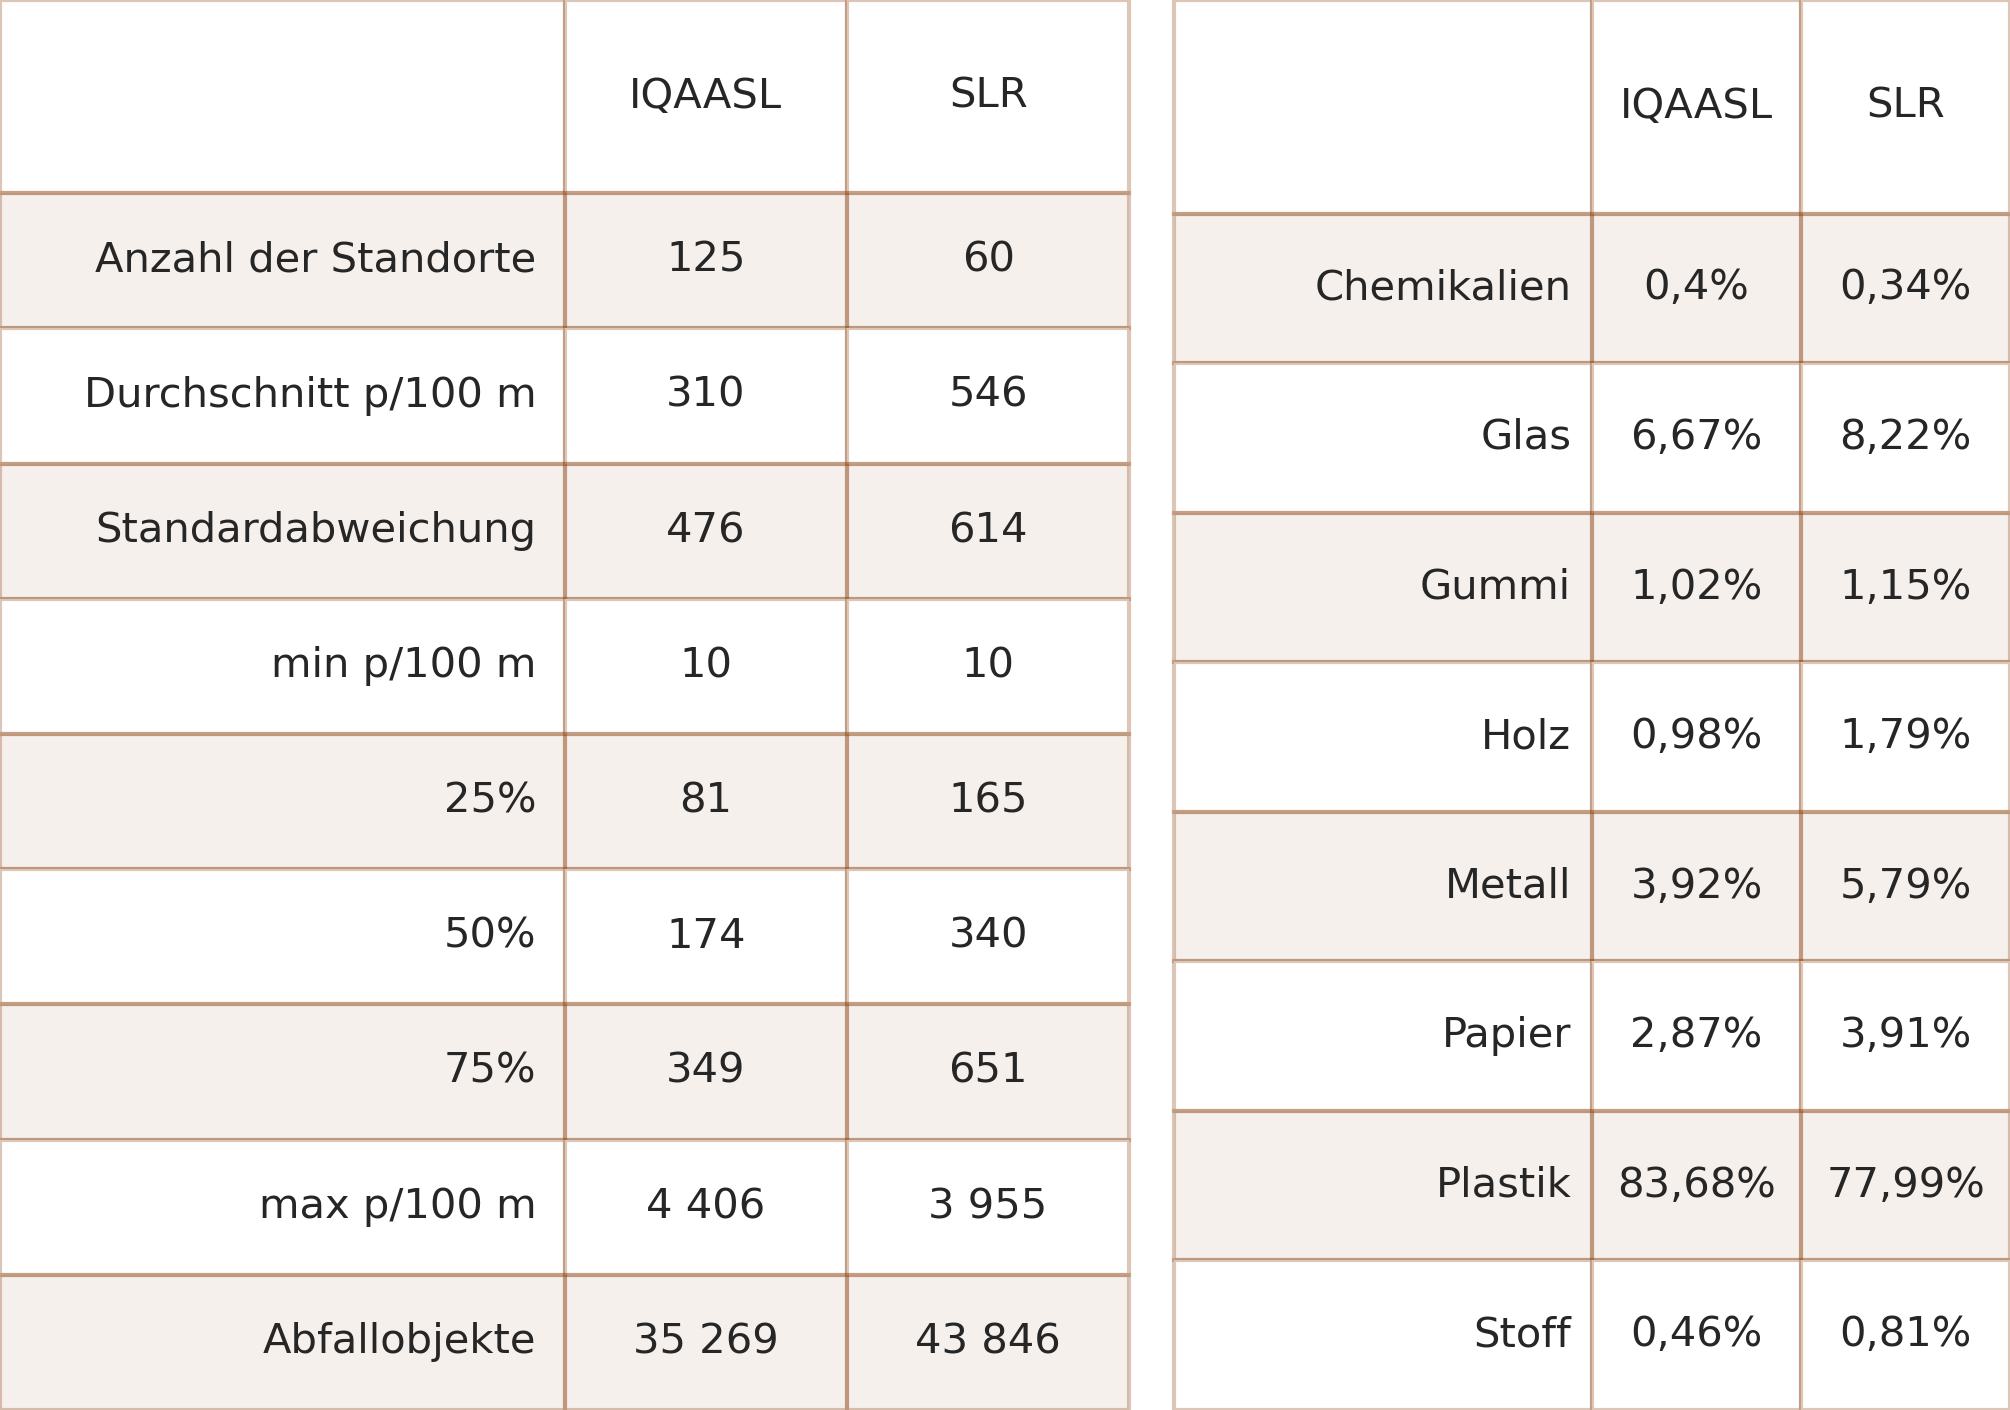 IQAASL SLR
Anzahl der Standorte 125 60
Durchschnitt p/100 m 310 546
Standardabweichung 476 614
min p/100 m 10 10
25% 81 165
50% 174 340
75% 349 651
max p/100 m 4 406 3 955
Abfallobjekte 35 269 43 846
IQAASL SLR
Chemikalien 0,4% 0,34%
Glas 6,67% 8,22%
Gummi 1,02% 1,15%
Holz 0,98% 1,79%
Metall 3,92% 5,79%
Papier 2,87% 3,91%
Plastik 83,68% 77,99%
Stoff 0,46% 0,81%